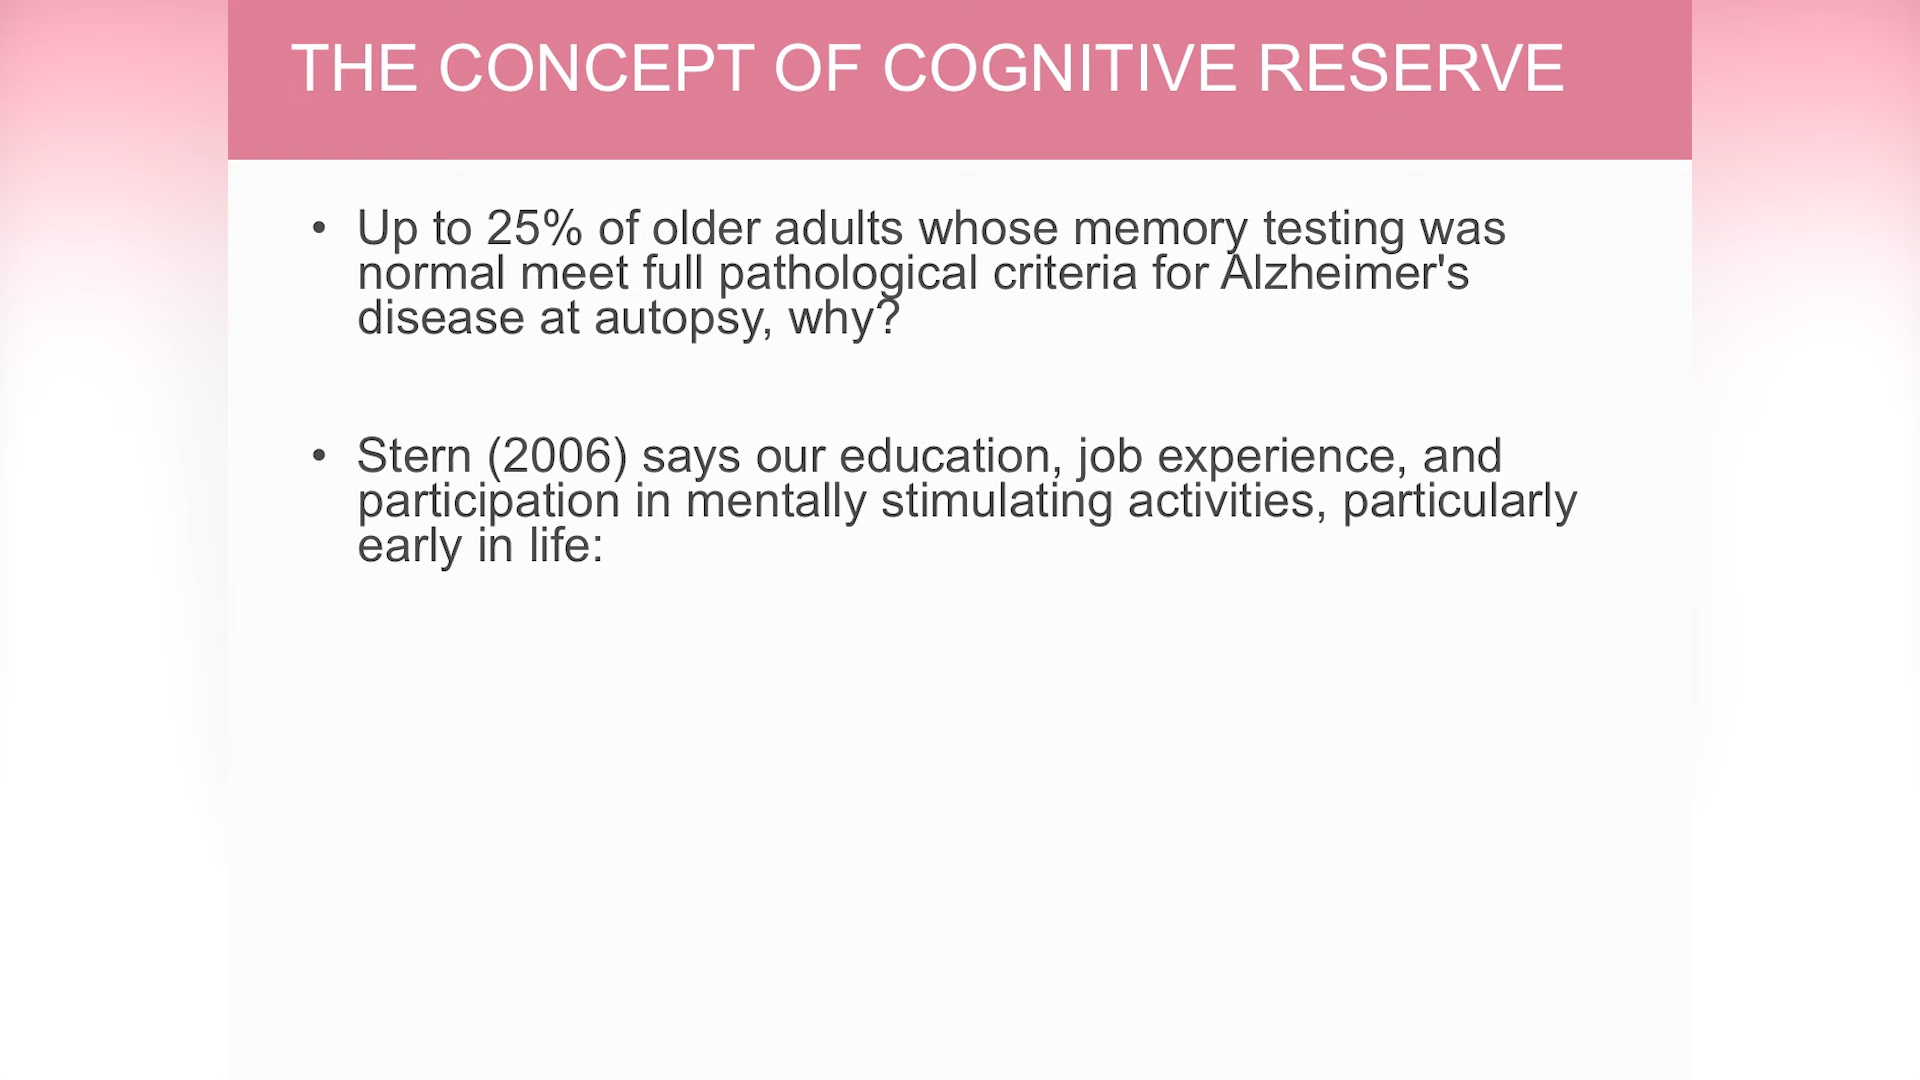 THE CONCEPT OF COGNITIVE RESERVE
• Up to 25% of older adults whose memory testing was
normal meet full pathological criteria for Alzheimer's
disease at autopsy, why?
• Stern (2006) says our education, job experience, and
participation in mentally stimulating activities, particularly
early in life: